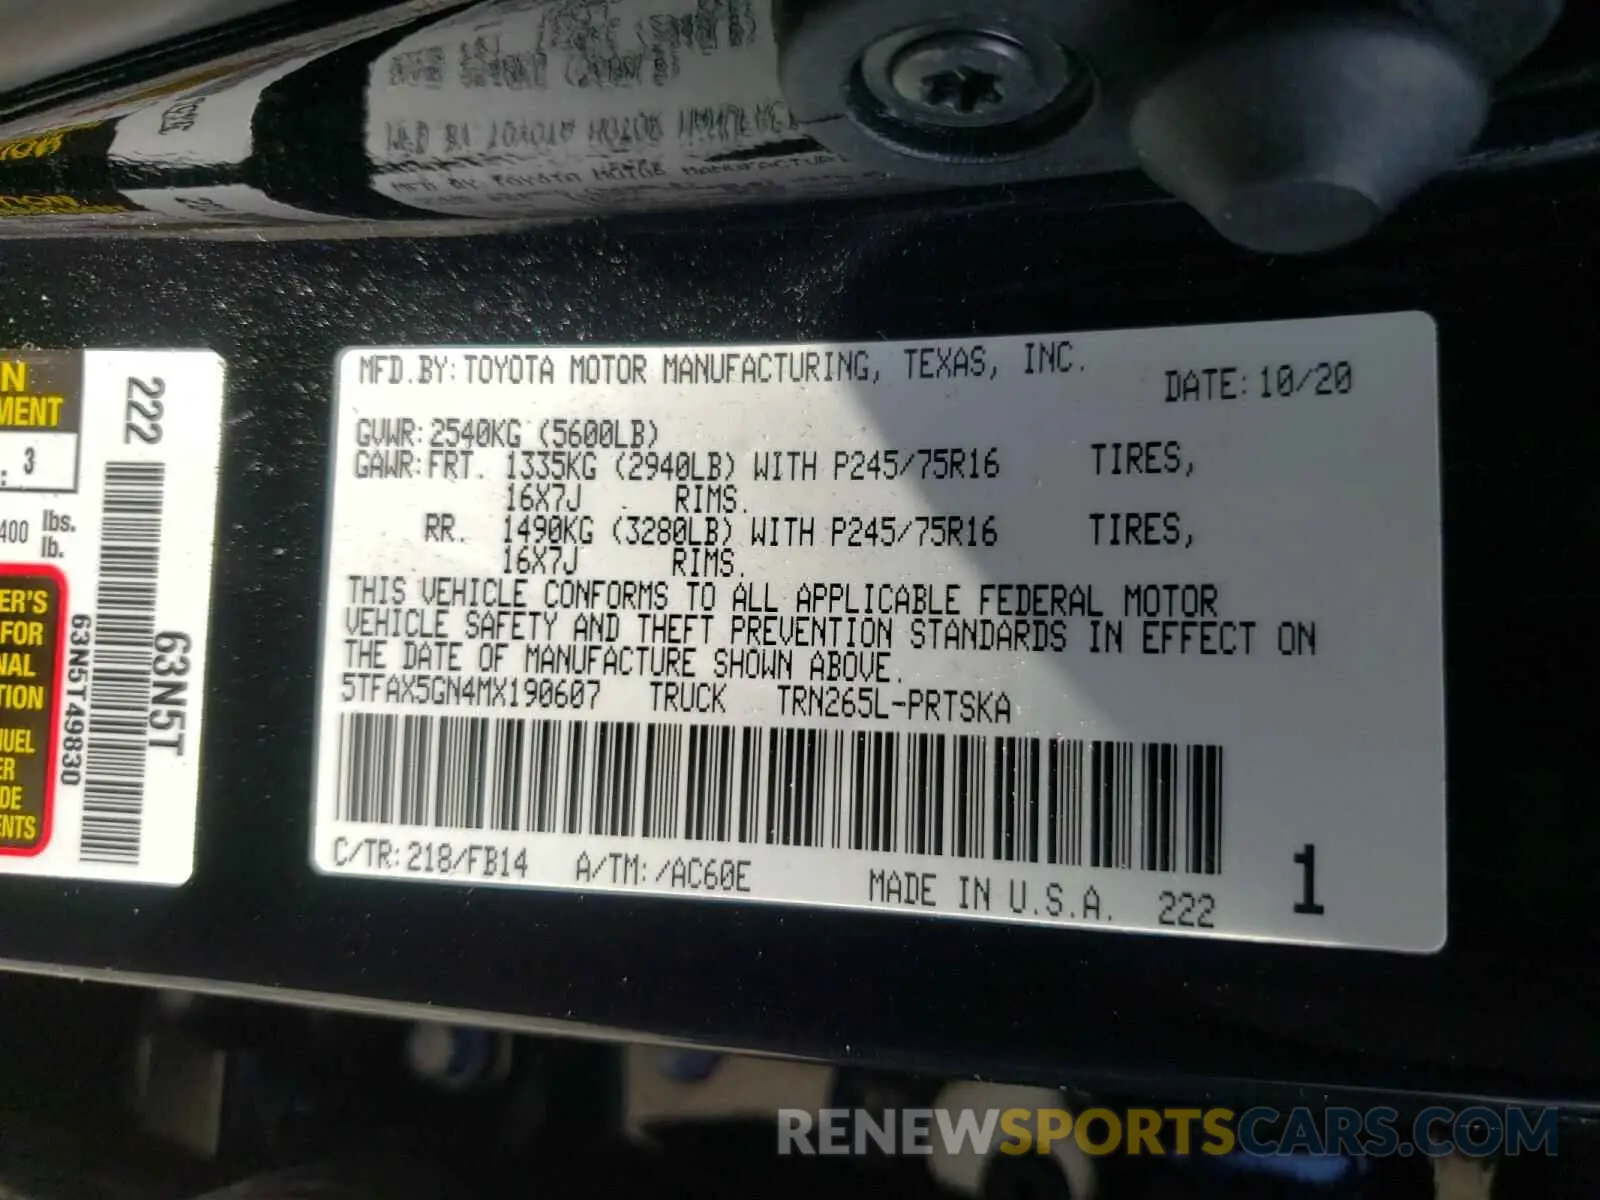 MFD.BY:TOYOTA MOTOR MANUFACTURING, TEXAS, INC.
DATE:10/20
GVWR:2540KG (5600LB)
GAWR:FRT. 1335KG (2940LB) WITH P245/75R16 TIRES,
16X7J RIMS.
RR. 1490KG (3280LB) WITH P245/75R16 TIRES,
16X7J RIMS.
THIS VEHICLE CONFORMS TO ALL APPLICABLE FEDERAL MOTOR
VEHICLE SAFETY AND THEFT PREVENTION STANDARDS IN EFFECT ON
THE DATE OF MANUFACTURE SHOWN ABOVE.
5TFAX5GN4MX190607 TRUCK TRN265L-PRTSKA
C/TR:218/FB14 A/TM:/AC60E
MADE IN U.S.A. 222
1
222
63N5T
63N5T49830
3
400 lbs.
lb.
RENEWSPORTSCARS.COM